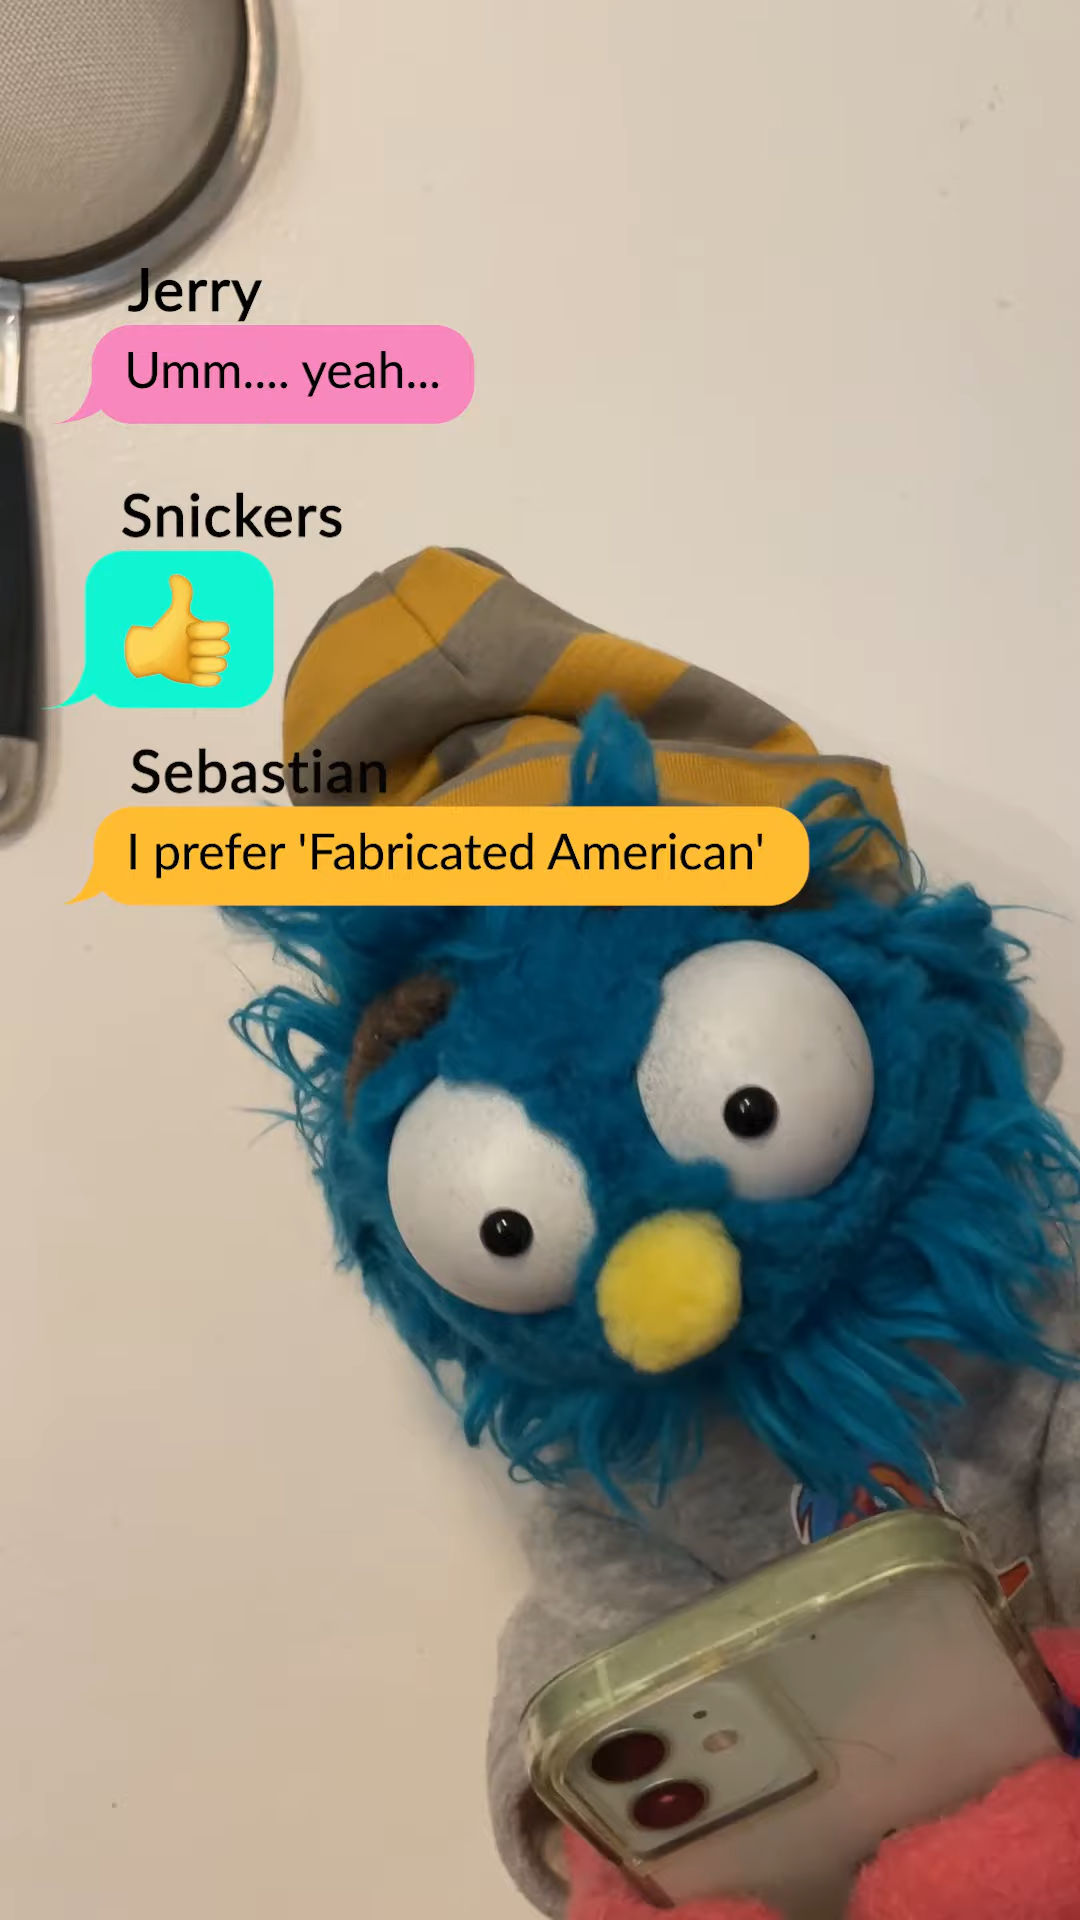 Jerry
Umm.... yeah...
Snickers
👍
Sebastian
I prefer 'Fabricated American'